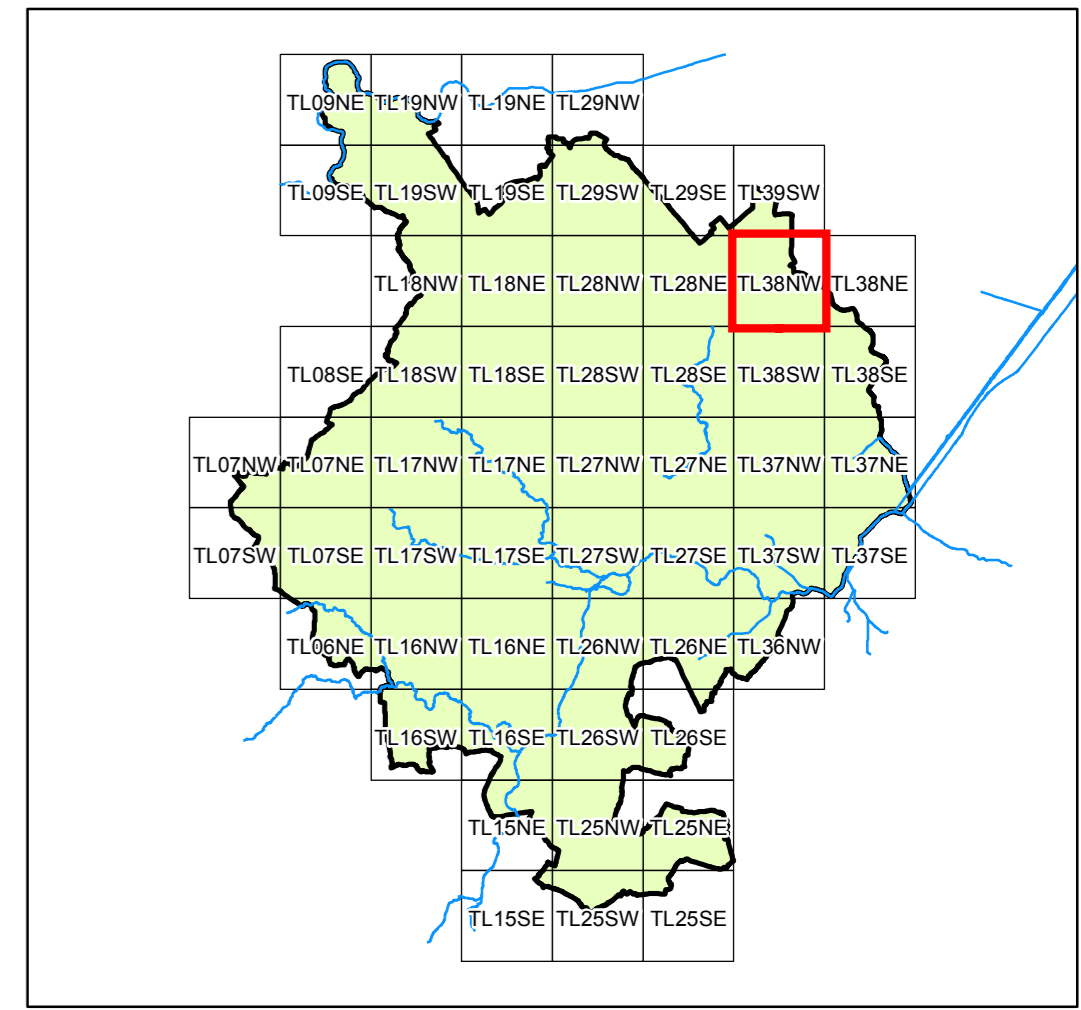 TL09NE TL19NW TL19NE TL29NW
TL09SE TL19SW TL19SE TL29SW TL29SE TL39SW
TL18NW TL18NE TL28NW TL28NE TL38NW TL38NE
TL08SE TL18SW TL18SE TL28SW TL28SE TL38SW TL38SE
TL07NW TL07NE TL17NW TL17NE TL27NW TL27NE TL37NW TL37NE
TL07SW TL07SE TL17SW TL17SE TL27SW TL27SE TL37SW TL37SE
TL06NE TL16NW TL16NE TL26NW TL26NE TL36NW
TL16SW TL16SE TL26SW TL26SE
TL15NE TL25NW TL25NE
TL15SE TL25SW TL25SE